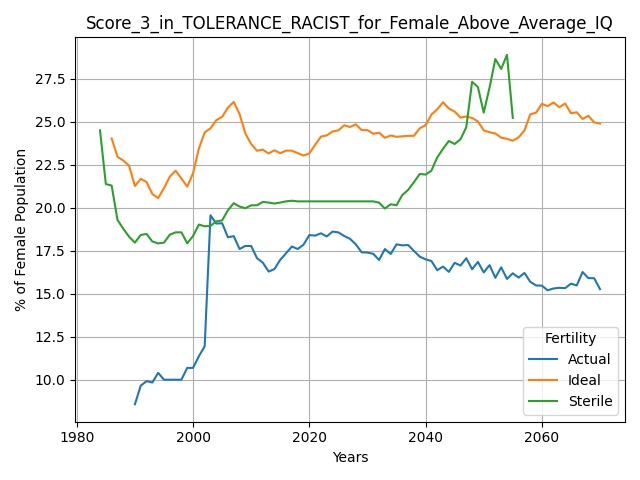 Score_3_in_TOLERANCE_RACIST_for_Female_Above_Average_IQ
% of Female Population
27.5
25.0
22.5
20.0
17.5
15.0
12.5
10.0
1980
2000
2020
2040
2060
Years
Fertility
Actual
Ideal
Sterile